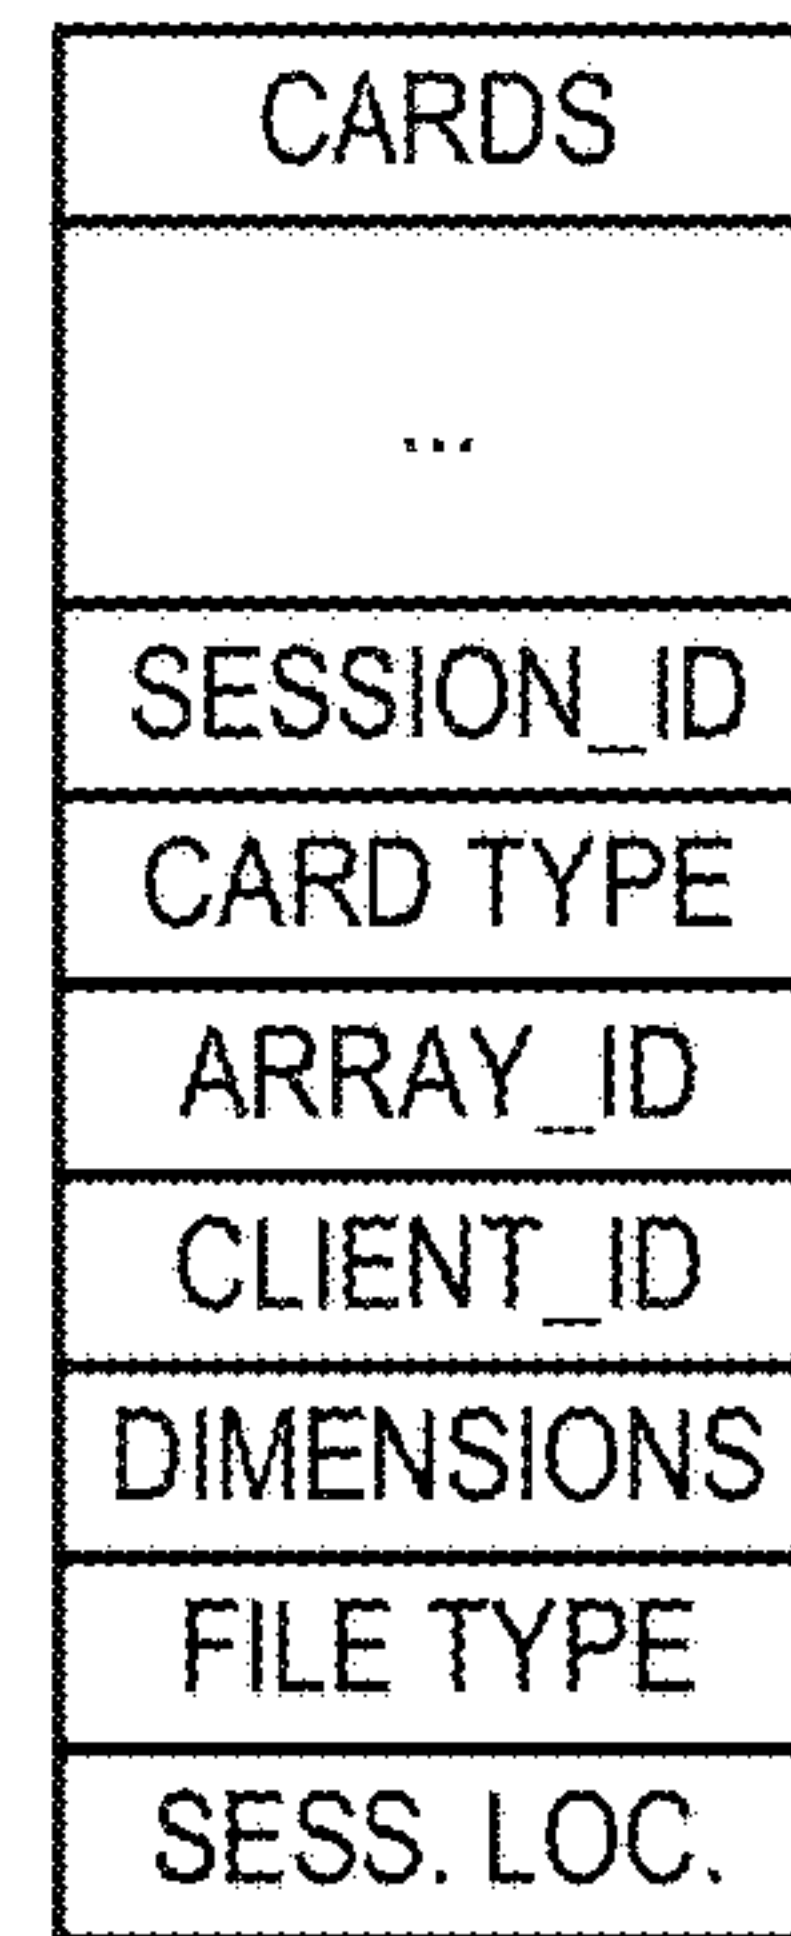 CARDS
...
SESSION_ID
CARD TYPE
ARRAY_ID
CLIENT_ID
DIMENSIONS
FILE TYPE
SESS. LOC.